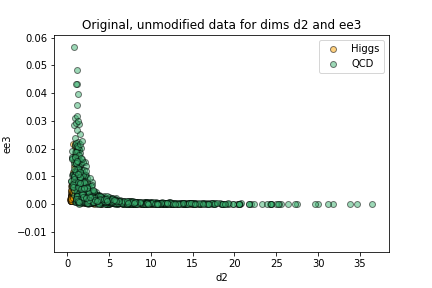 Original, unmodified data for dims d2 and ee3
Higgs
QCD
0.06
0.05
0.04
0.03
0.02
0.01
0.00
−0.01
ee3
0 5 10 15 20 25 30 35
d2